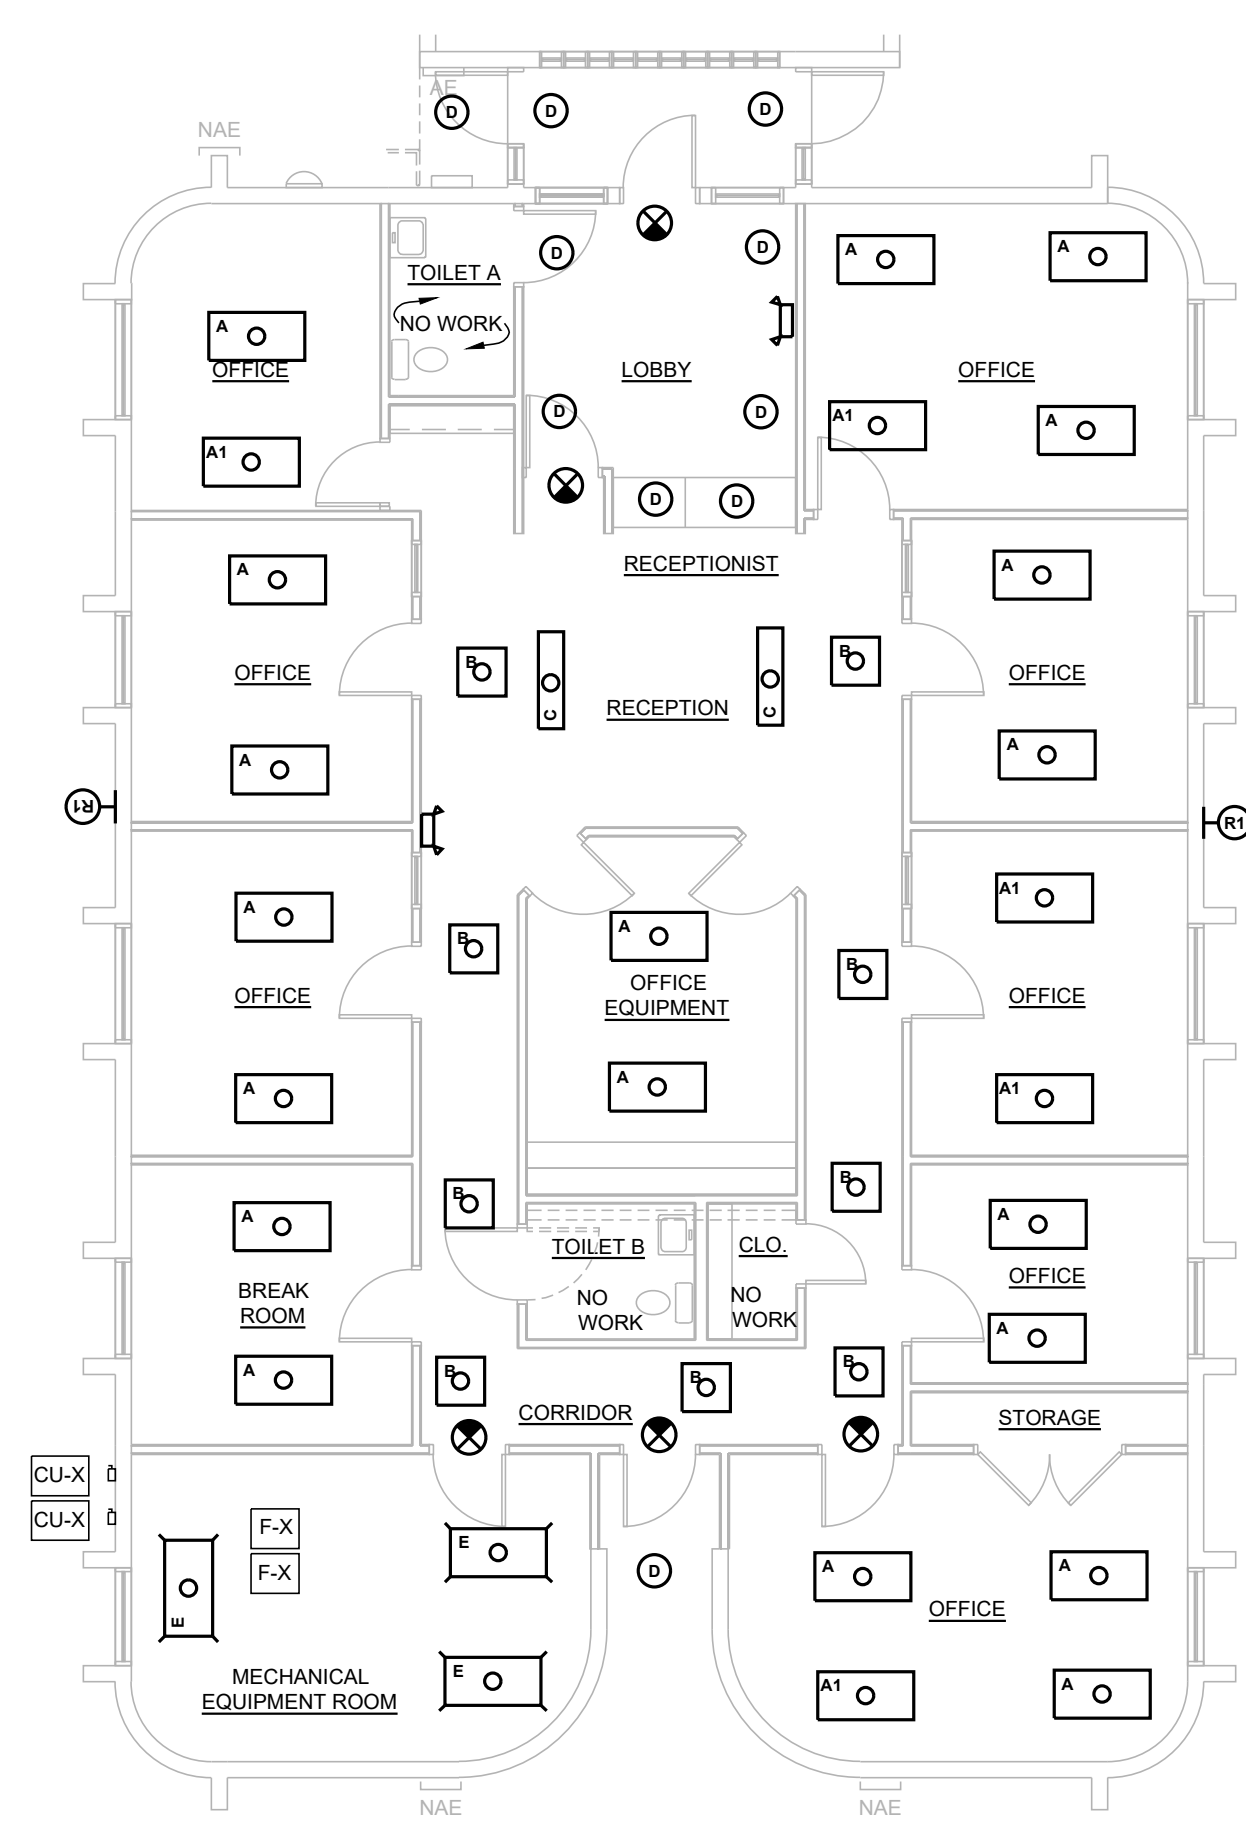 AE
D
D
D
NAE
TOILET A
NO WORK
D
D
A
A
A
OFFICE
LOBBY
OFFICE
A1
D
D
A1
A
D
D
RECEPTIONIST
A
A
OFFICE
B
C
RECEPTION
C
B
OFFICE
A
A
R1
R1
A
A
A1
B
B
OFFICE
OFFICE
EQUIPMENT
OFFICE
A
A
A1
A
B
B
A
BREAK
ROOM
TOILET B
CLO.
OFFICE
NO
WORK
NO
WORK
A
A
B
B
B
CORRIDOR
STORAGE
CU-X
CU-X
F-X
F-X
E
E
D
A
A
OFFICE
E
MECHANICAL
EQUIPMENT ROOM
A1
A
NAE
NAE